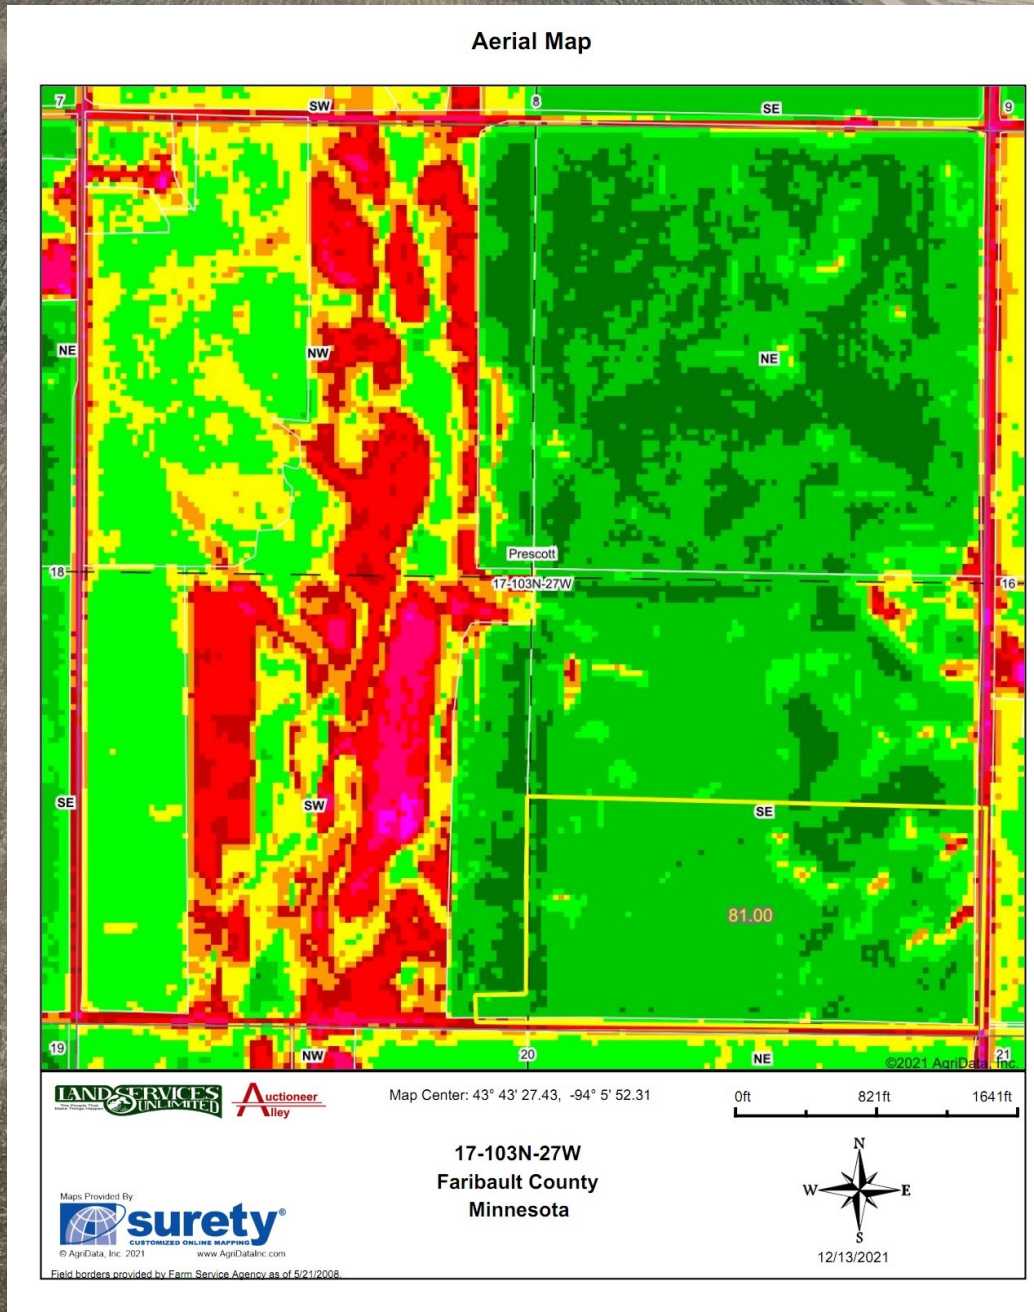 Aerial Map
7
SW
8
SE
9
NE
NW
NE
Prescott
18
17-103N-27W
16
SE
SW
SE
81.00
19
NW
20
NE
21
©2021 AgriData, Inc.
LAND SERVICES
UNLIMITED
Auctioneer
Alley
Map Center: 43° 43' 27.43, -94° 5' 52.31
0ft 821ft 1641ft
17-103N-27W
Faribault County
Minnesota
N
W E
S
12/13/2021
Maps Provided By
surety®
CUSTOMIZED ONLINE MAPPING
© AgriData, Inc. 2021 www.AgriDataInc.com
Field borders provided by Farm Service Agency as of 5/21/2008.